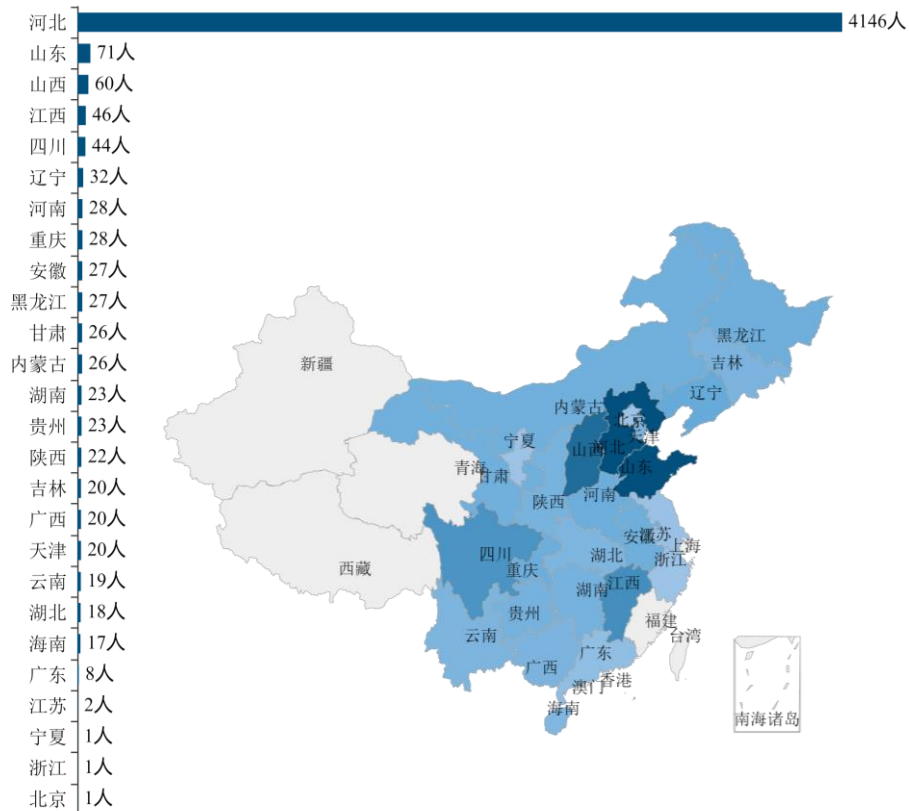 河北 4146人
山东 71人
山西 60人
江西 46人
四川 44人
辽宁 32人
河南 28人
重庆 28人
安徽 27人
黑龙江 27人
甘肃 26人
内蒙古 26人
湖南 23人
贵州 23人
陕西 22人
吉林 20人
广西 20人
天津 20人
云南 19人
湖北 18人
海南 17人
广东 8人
江苏 2人
宁夏 1人
浙江 1人
北京 1人
黑龙江
吉林
新疆
辽宁
内蒙古
北京
天津
宁夏
山西
河北
山东
青海
甘肃
河南
陕西
安徽
江苏
上海
四川
湖北
浙江
西藏
重庆
江西
湖南
贵州
福建
云南
台湾
广东
广西
香港
澳门
海南
南海诸岛